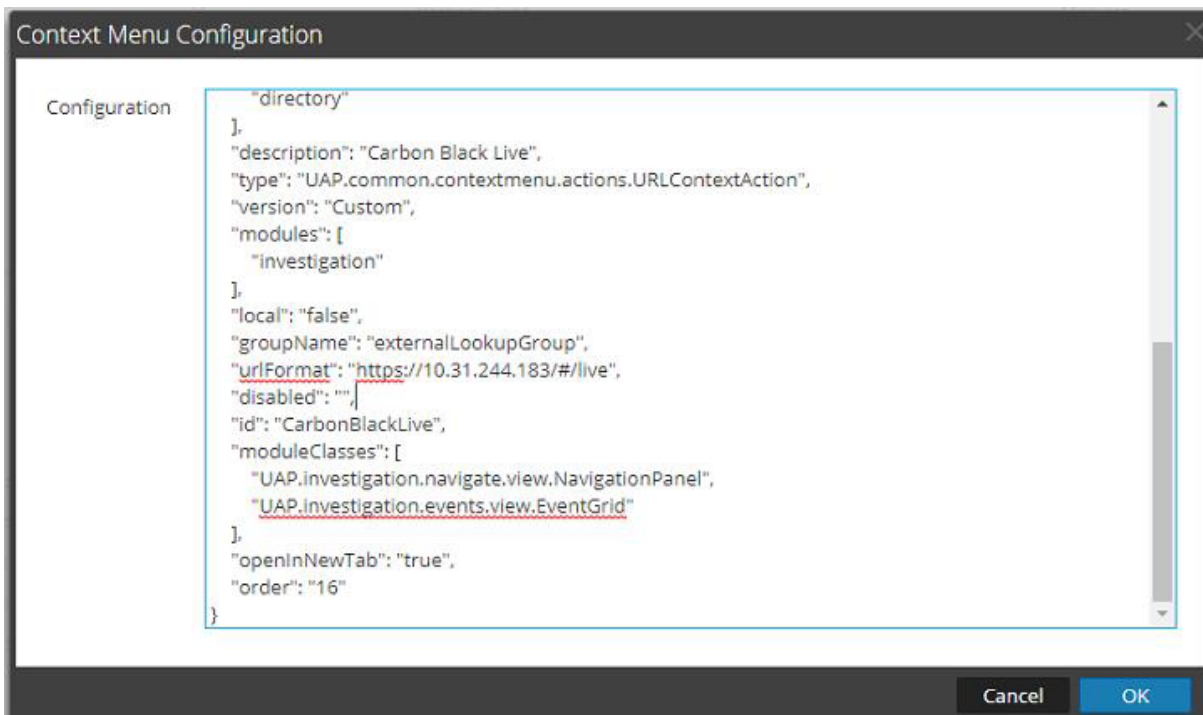 Context Menu Configuration
Configuration
"directory"
],
"description": "Carbon Black Live",
"type": "UAP.common.contextmenu.actions.URLContextAction",
"version": "Custom",
"modules": [
"investigation"
],
"local": "false",
"groupName": "externalLookupGroup",
"urlFormat": "https://10.31.244.183/#/live",
"disabled": "",
"id": "CarbonBlackLive",
"moduleClasses": [
"UAP.investigation.navigate.view.NavigationPanel",
"UAP.investigation.events.view.EventGrid"
],
"openInNewTab": "true",
"order": "16"
}
Cancel OK